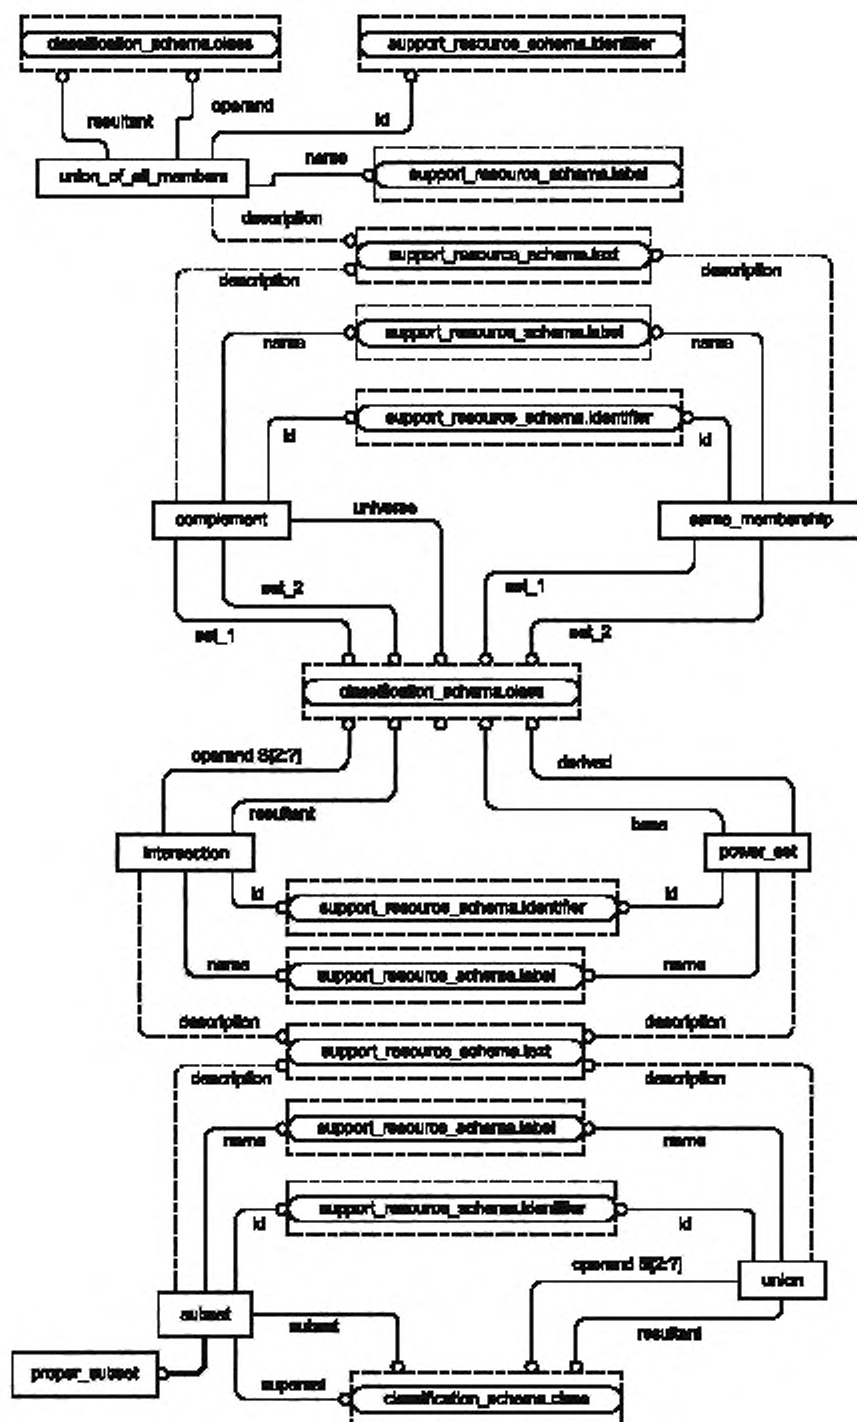 classification_schema.class
support_resource_schema.identifier
resultant
operand
id
union_of_all_members
name
support_resource_schema.label
description
support_resource_schema.text
description
description
support_resource_schema.label
name
name
support_resource_schema.identifier
id
id
complement
universe
same_membership
set_2
set_1
set_1
set_2
classification_schema.class
operand S[2:?]
derived
resultant
base
intersection
power_set
id
support_resource_schema.identifier
id
name
support_resource_schema.label
name
description
description
support_resource_schema.text
description
description
support_resource_schema.label
name
name
support_resource_schema.identifier
id
id
operand S[2:?]
union
subset
subset
resultant
proper_subset
superset
classification_schema.class